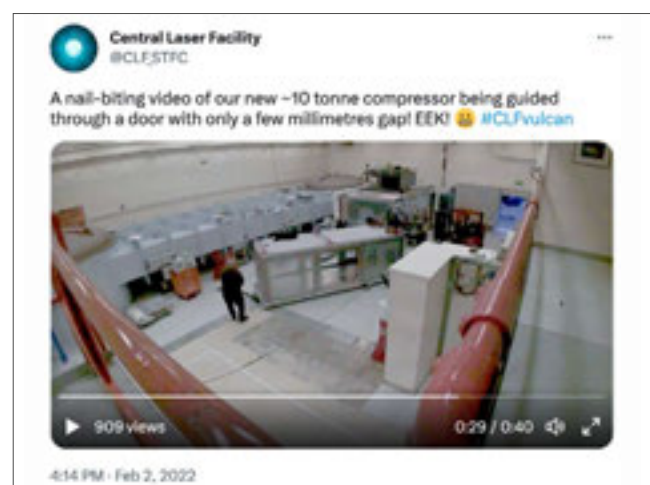 Central Laser Facility
@CLF_STFC
A nail-biting video of our new ~10 tonne compressor being guided
through a door with only a few millimetres gap! EEK! 😬 #CLFvulcan
909 views
0:29 / 0:40
4:14 PM · Feb 2, 2022